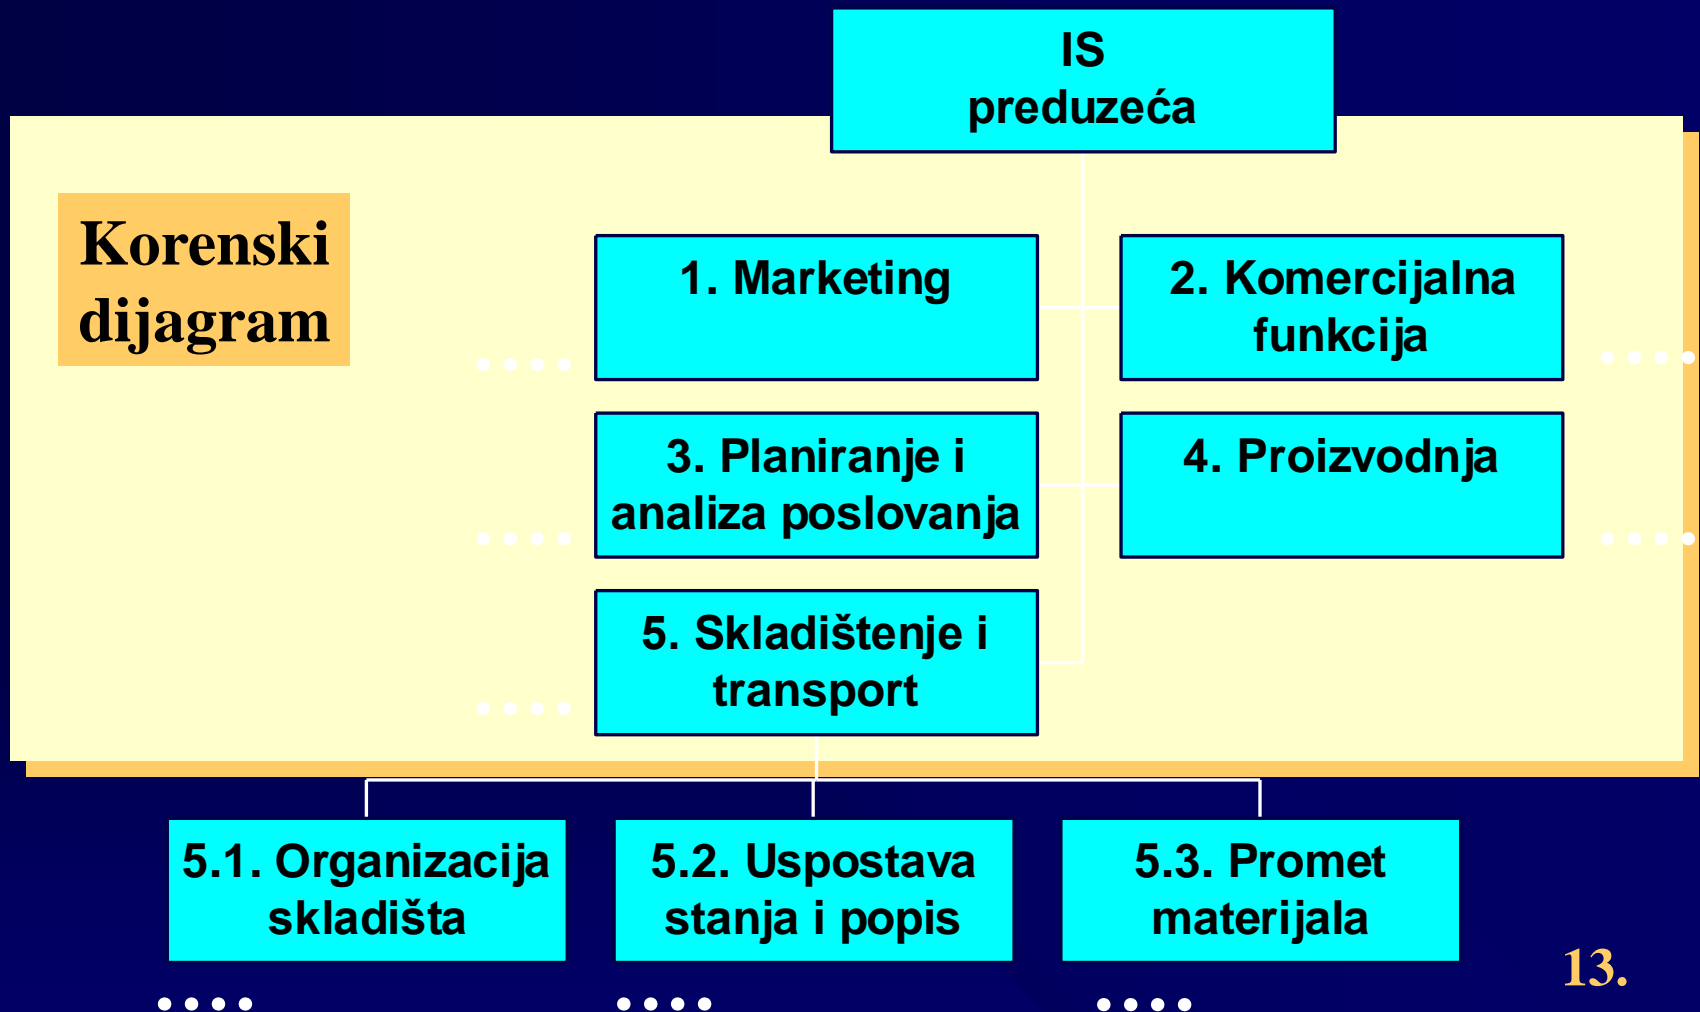 IS
preduzeća
Korenski
dijagram
1. Marketing
2. Komercijalna
funkcija
....
....
3. Planiranje i
analiza poslovanja
4. Proizvodnja
....
....
5. Skladištenje i
transport
....
5.1. Organizacija
skladišta
5.2. Uspostava
stanja i popis
5.3. Promet
materijala
13.
....
....
....